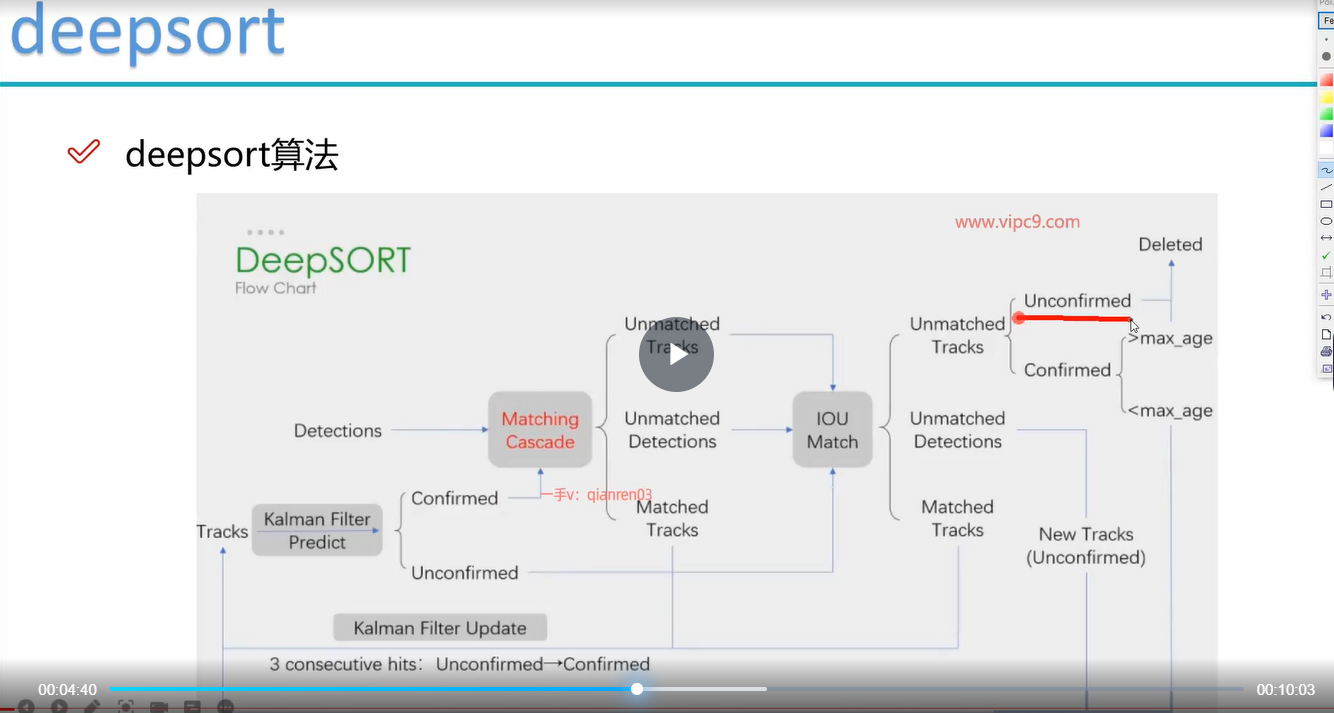 deepsort
deepsort算法
www.vipc9.com
DeepSORT
Flow Chart
Deleted
Unconfirmed
Unmatched
Tracks
Unmatched
Tracks
>max_age
Confirmed
<max_age
Detections
Matching
Cascade
Unmatched
Detections
IOU
Match
Unmatched
Detections
Confirmed
一手v：qianren03
Matched
Tracks
Matched
Tracks
Tracks
Kalman Filter
Predict
New Tracks
(Unconfirmed)
Unconfirmed
Kalman Filter Update
3 consecutive hits：Unconfirmed→Confirmed
00:04:40
00:10:03
Fe